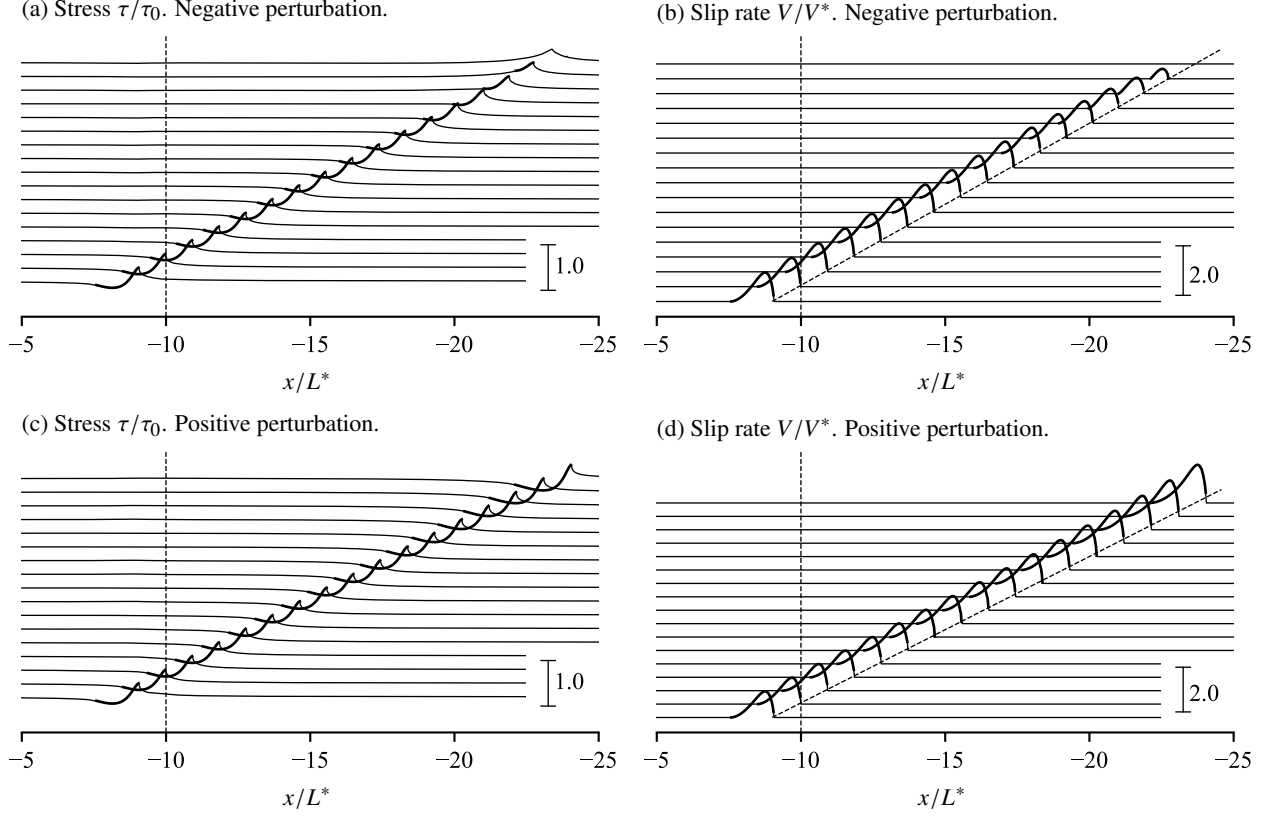 (a) Stress τ/τ₀. Negative perturbation.
1.0
−5 −10 −15 −20 −25
x/L*
(b) Slip rate V/V*. Negative perturbation.
2.0
−5 −10 −15 −20 −25
x/L*
(c) Stress τ/τ₀. Positive perturbation.
1.0
−5 −10 −15 −20 −25
x/L*
(d) Slip rate V/V*. Positive perturbation.
2.0
−5 −10 −15 −20 −25
x/L*